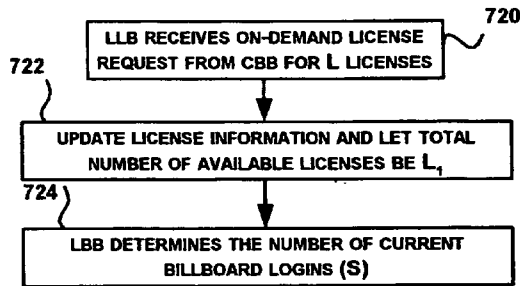 720
LLB RECEIVES ON-DEMAND LICENSE
REQUEST FROM CBB FOR L LICENSES
722
UPDATE LICENSE INFORMATION AND LET TOTAL
NUMBER OF AVAILABLE LICENSES BE L₁
724
LBB DETERMINES THE NUMBER OF CURRENT
BILLBOARD LOGINS (S)